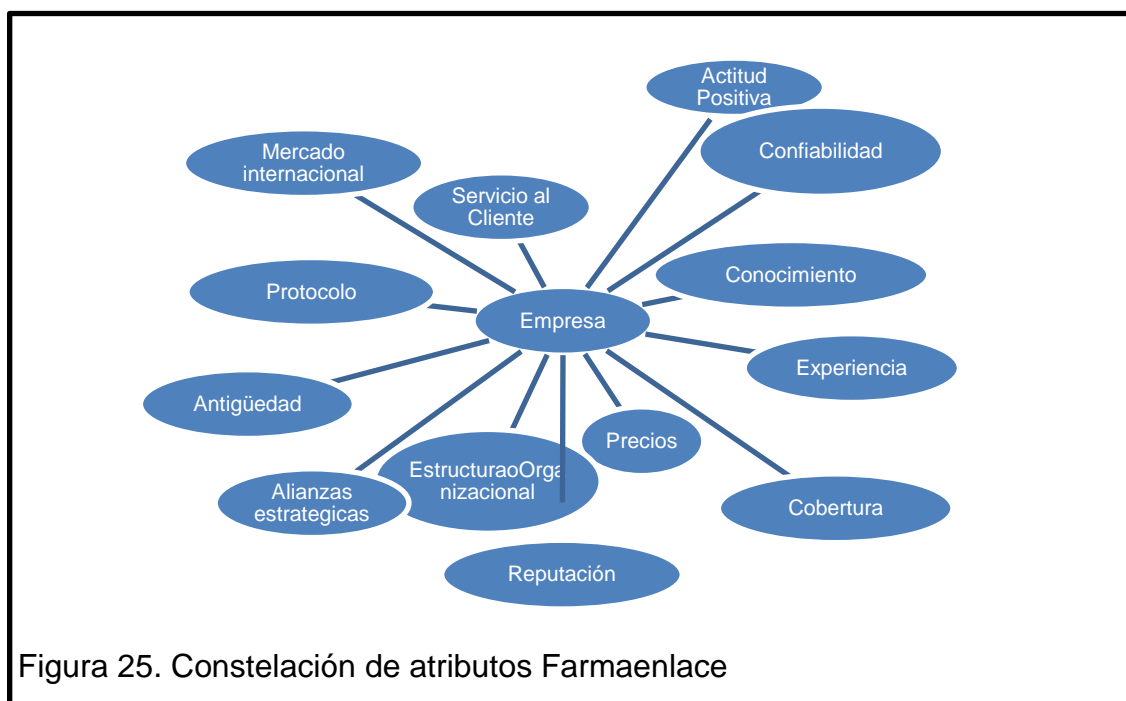 Actitud
Positiva
Mercado
internacional
Confiabilidad
Servicio al
Cliente
Protocolo
Conocimiento
Empresa
Antigüedad
Experiencia
Precios
EstructuraoOrga
nizacional
Alianzas
estrategicas
Cobertura
Reputación
Figura 25. Constelación de atributos Farmaenlace